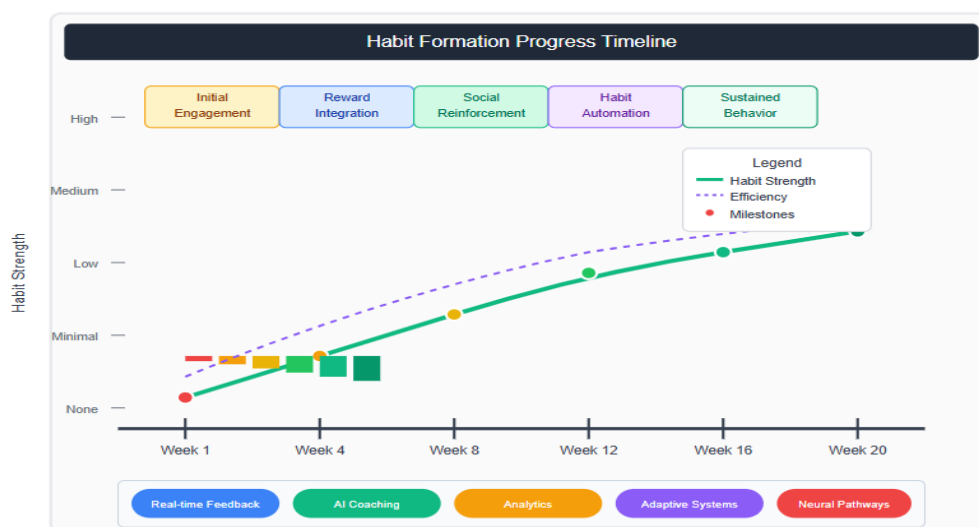 Habit Formation Progress Timeline
Initial
Engagement
Reward
Integration
Social
Reinforcement
Habit
Automation
Sustained
Behavior
High
Medium
Low
Minimal
None
Habit Strength
Legend
Habit Strength
Efficiency
Milestones
Week 1
Week 4
Week 8
Week 12
Week 16
Week 20
Real-time Feedback
AI Coaching
Analytics
Adaptive Systems
Neural Pathways